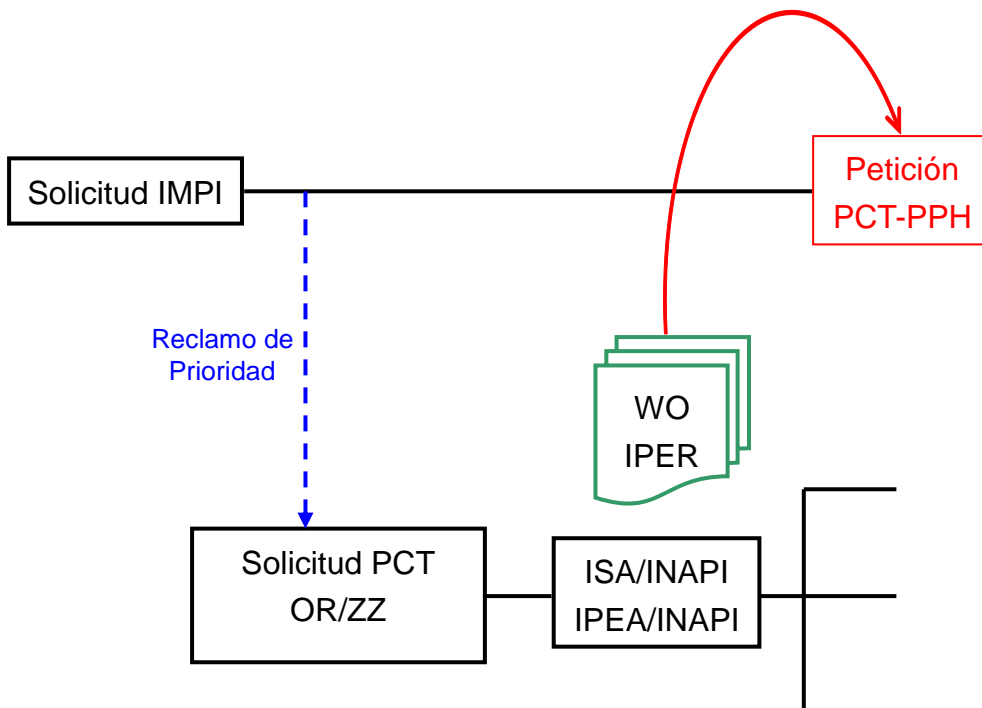 Solicitud IMPI
Petición
PCT-PPH
Reclamo de
Prioridad
WO
IPER
Solicitud PCT
OR/ZZ
ISA/INAPI
IPEA/INAPI